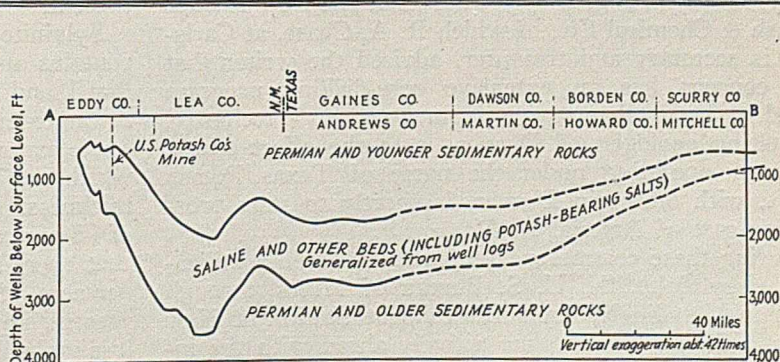 EDDY CO. LEA CO. N.M. TEXAS GAINES CO. DAWSON CO. BORDEN CO. SCURRY CO
A B
ANDREWS CO MARTIN CO. HOWARD CO. MITCHELL CO.
U.S. Potash Co's
Mine
PERMIAN AND YOUNGER SEDIMENTARY ROCKS
Depth of Wells Below Surface Level, Ft
1,000 1,000
2,000 2,000
SALINE AND OTHER BEDS (INCLUDING POTASH-BEARING SALTS)
Generalized from well logs
3,000 3,000
PERMIAN AND OLDER SEDIMENTARY ROCKS
0 40 Miles
Vertical exaggeration abt. 42 times
4,000 4,000